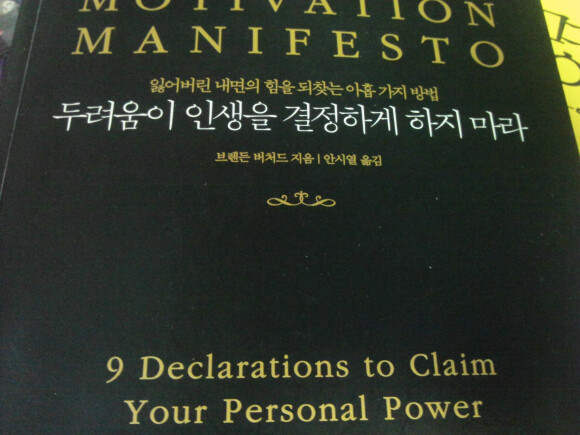 MOTIVATION
MANIFESTO
잃어버린 내면의 힘을 되찾는 아홉 가지 방법
두려움이 인생을 결정하게 하지 마라
브렌든 버처드 지음 | 안시열 옮김
9 Declarations to Claim
Your Personal Power